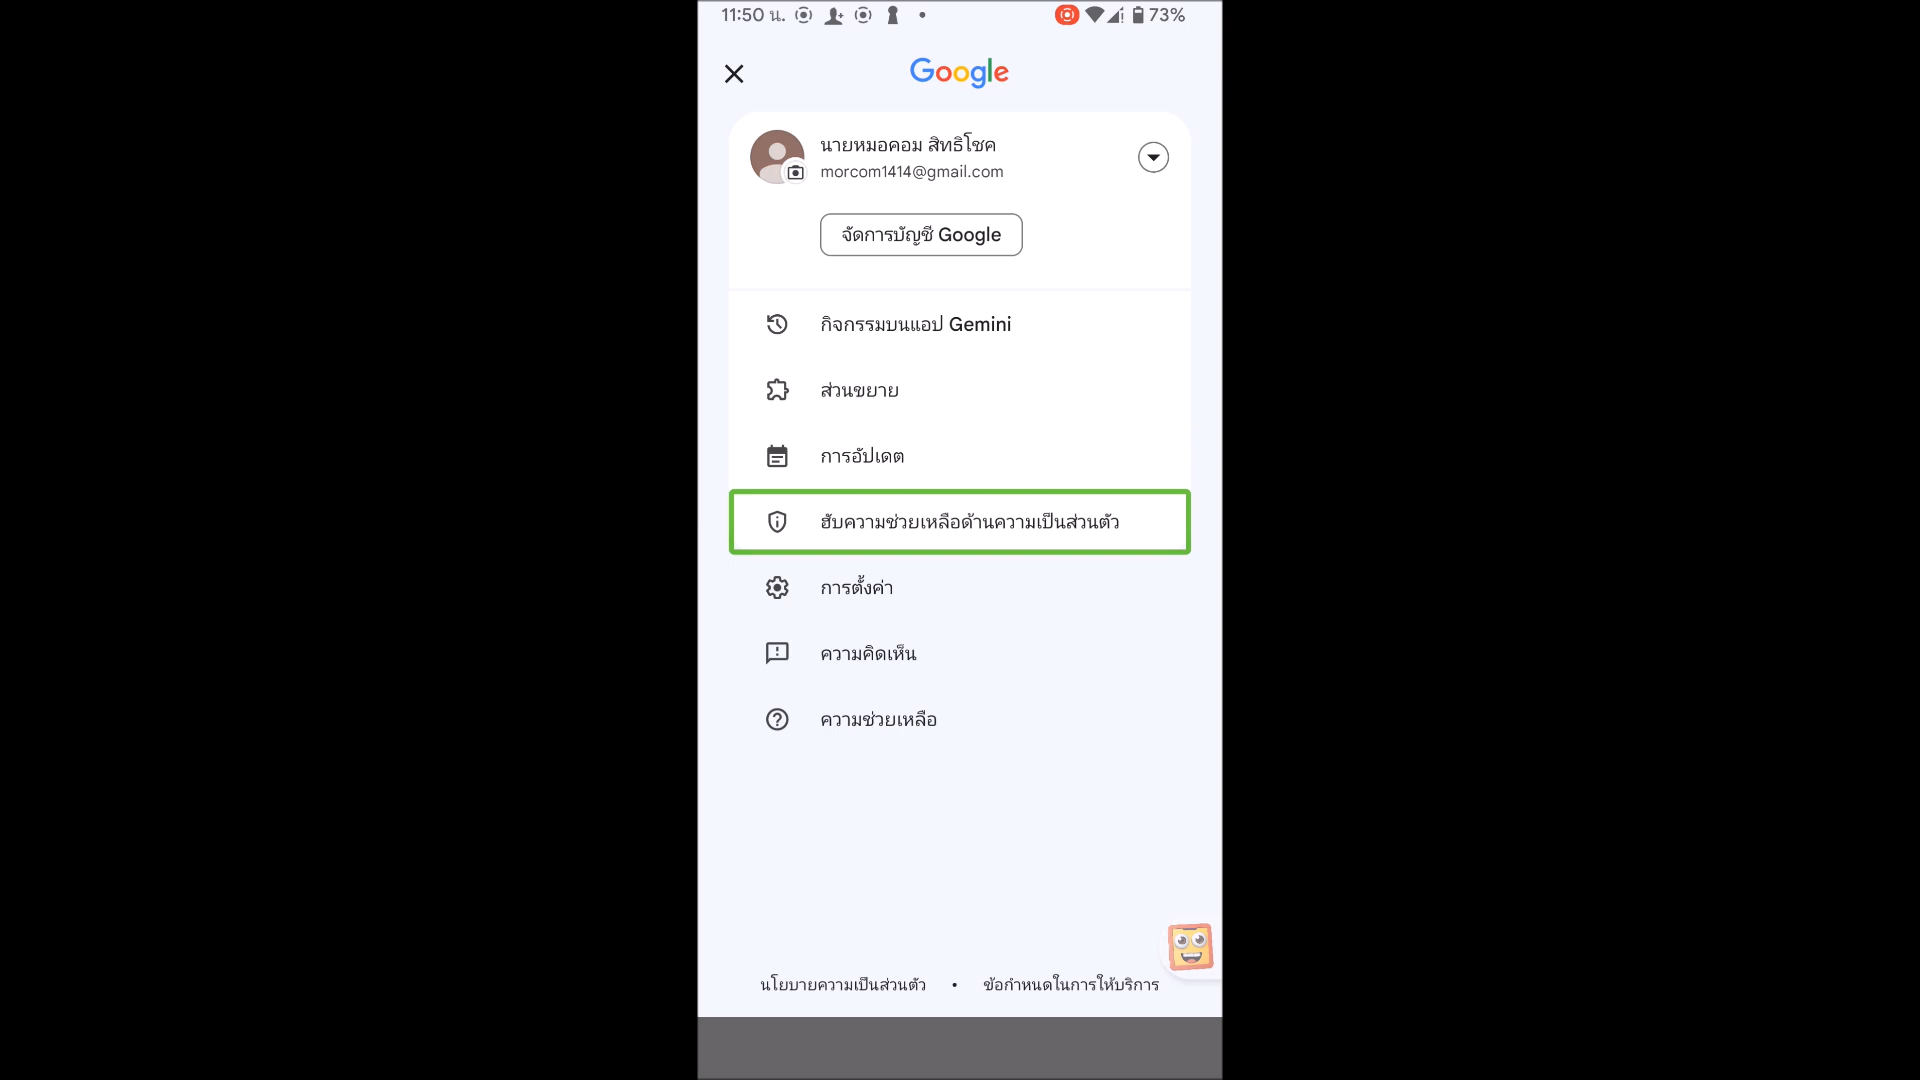 11:50 น.
73%
Google
นายหมอคอม สิทธิโชค
morcom1414@gmail.com
จัดการบัญชี Google
กิจกรรมบนแอป Gemini
ส่วนขยาย
การอัปเดต
ฮับความช่วยเหลือด้านความเป็นส่วนตัว
การตั้งค่า
ความคิดเห็น
ความช่วยเหลือ
นโยบายความเป็นส่วนตัว • ข้อกำหนดในการให้บริการ